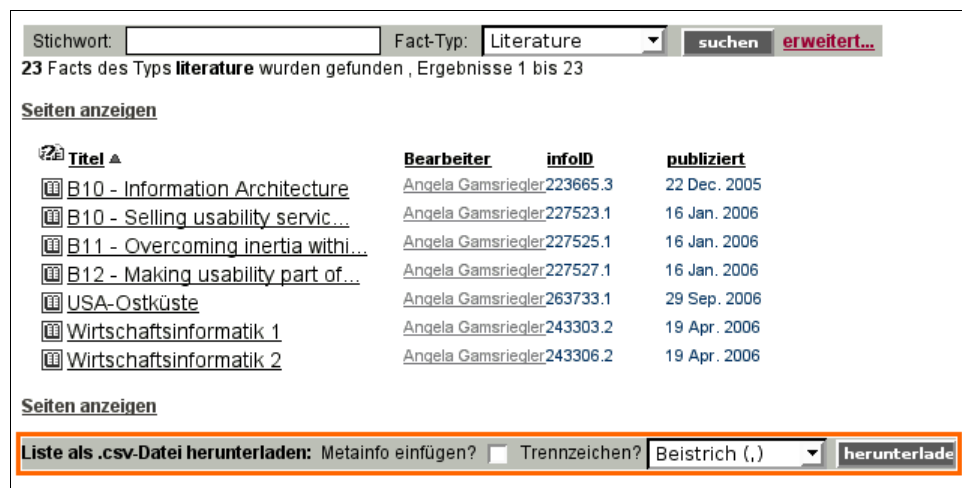 Stichwort: Fact-Typ: Literature suchen erweitert...
23 Facts des Typs literature wurden gefunden , Ergebnisse 1 bis 23
Seiten anzeigen
Titel Bearbeiter infoID publiziert
B10 - Information Architecture Angela Gamsriegler 223665.3 22 Dec. 2005
B10 - Selling usability servic... Angela Gamsriegler 227523.1 16 Jan. 2006
B11 - Overcoming inertia withi... Angela Gamsriegler 227525.1 16 Jan. 2006
B12 - Making usability part of... Angela Gamsriegler 227527.1 16 Jan. 2006
USA-Ostküste Angela Gamsriegler 263733.1 29 Sep. 2006
Wirtschaftsinformatik 1 Angela Gamsriegler 243303.2 19 Apr. 2006
Wirtschaftsinformatik 2 Angela Gamsriegler 243306.2 19 Apr. 2006
Seiten anzeigen
Liste als .csv-Datei herunterladen: Metainfo einfügen? Trennzeichen? Beistrich (,) herunterlade